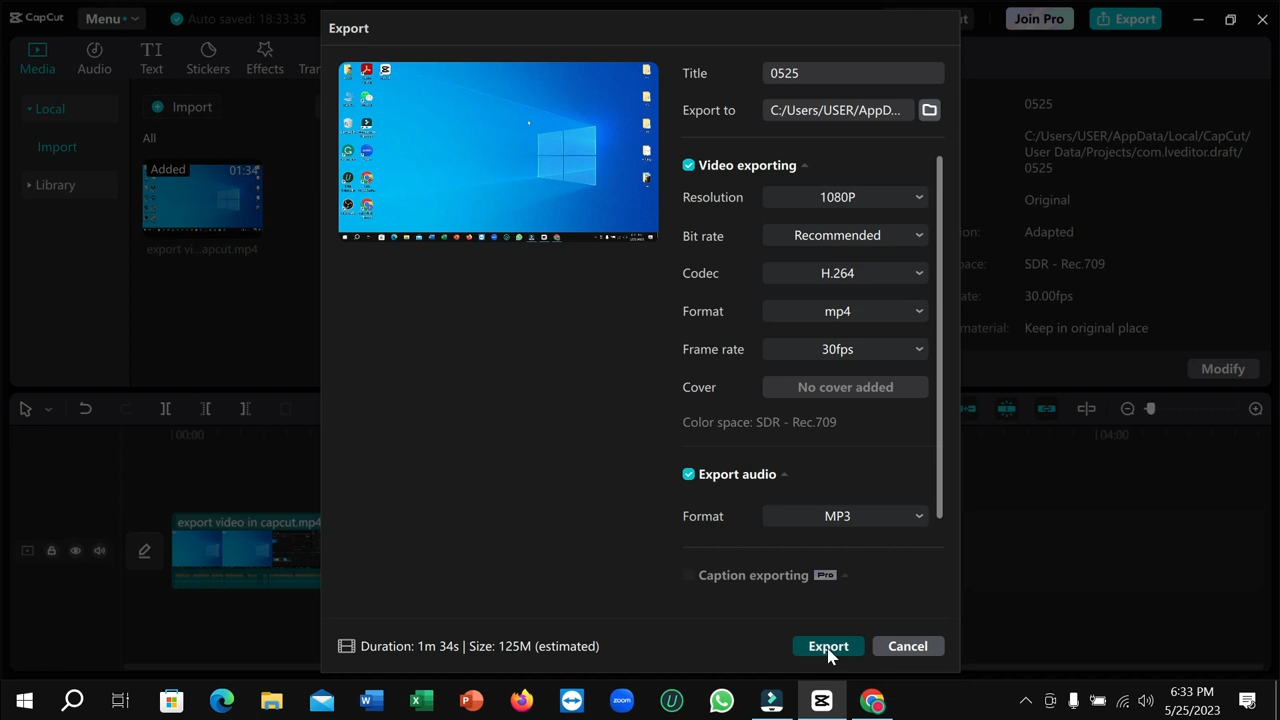 CapCut
Menu
Auto saved: 18:33:35
Join Pro
Export
Media
Audio
Text
Stickers
Effects
Local
Import
Library
Import
All
Added
01:34
export vi...apcut.mp4
Export
Title
0525
Export to
C:/Users/USER/AppD...
Video exporting
Resolution
1080P
Bit rate
Recommended
Codec
H.264
Format
mp4
Frame rate
30fps
Cover
No cover added
Color space: SDR - Rec.709
Export audio
Format
MP3
Caption exporting Pro
Duration: 1m 34s | Size: 125M (estimated)
Export
Cancel
0525
C:/Users/USER/AppData/Local/CapCut/
User Data/Projects/com.lveditor.draft/
0525
Original
Adapted
SDR - Rec.709
30.00fps
material:
Keep in original place
Modify
00:00
04:00
export video in capcut.mp4
zoom
6:33 PM
5/25/2023